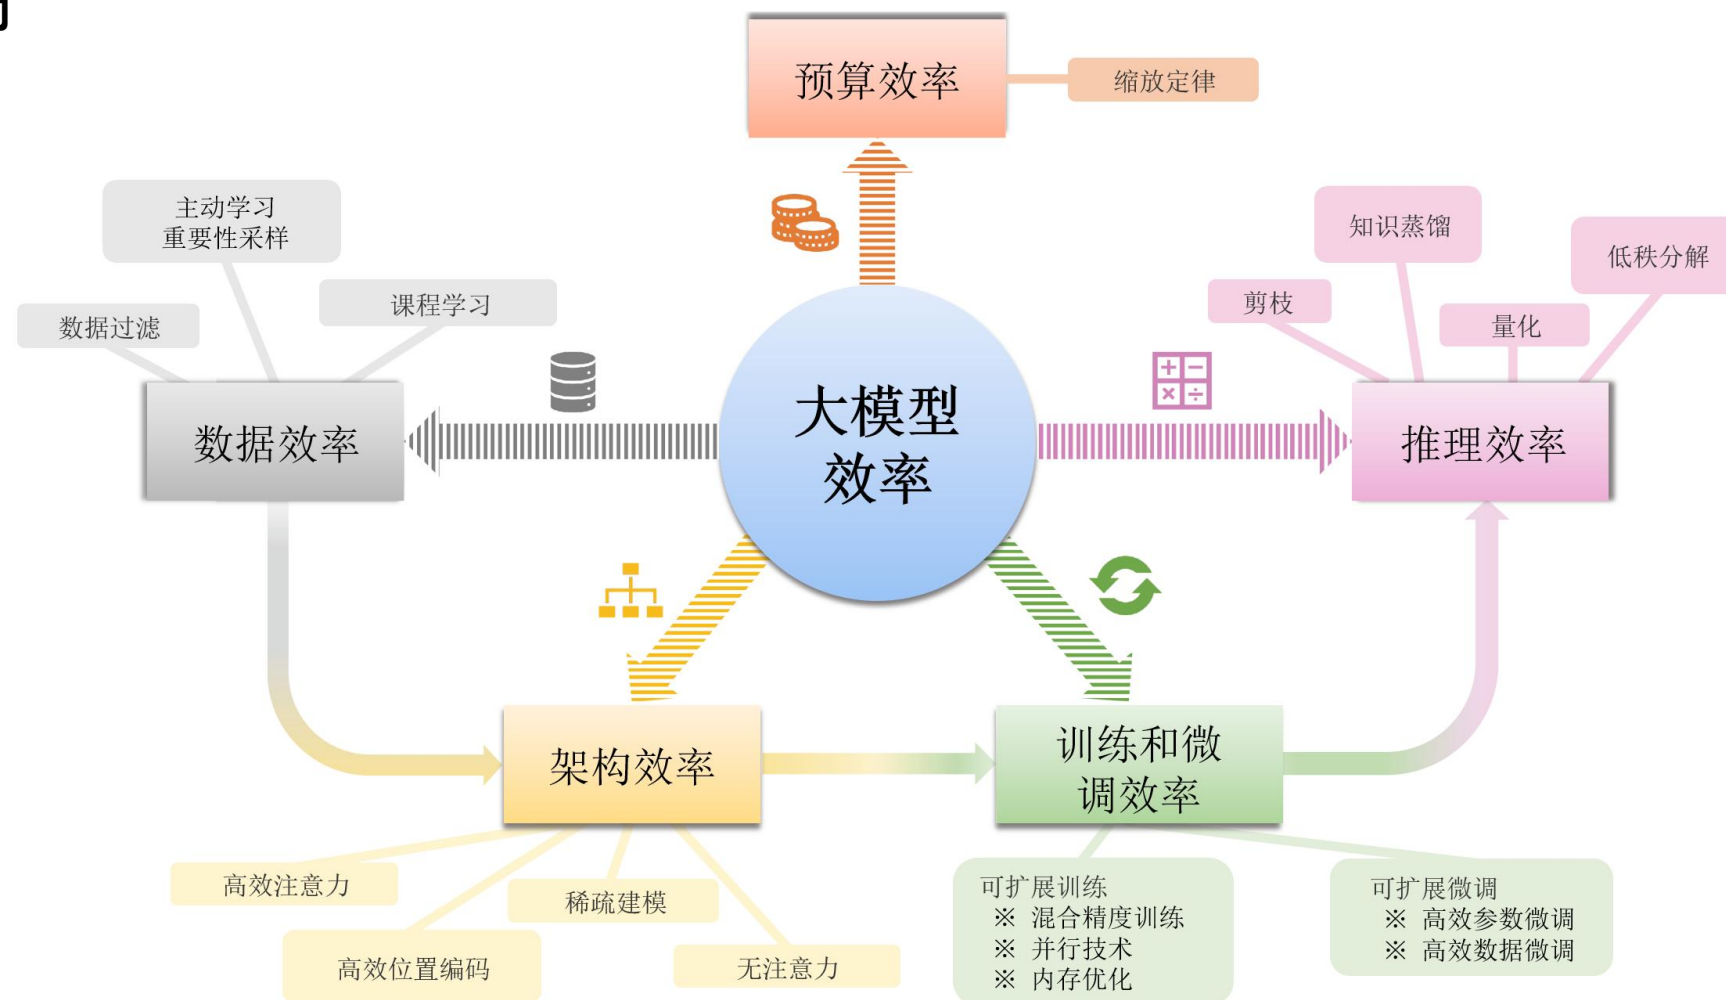 预算效率
缩放定律
主动学习
重要性采样
数据过滤
课程学习
数据效率
大模型
效率
知识蒸馏
低秩分解
剪枝
量化
推理效率
架构效率
训练和微
调效率
高效注意力
稀疏建模
高效位置编码
无注意力
可扩展训练
※ 混合精度训练
※ 并行技术
※ 内存优化
可扩展微调
※ 高效参数微调
※ 高效数据微调